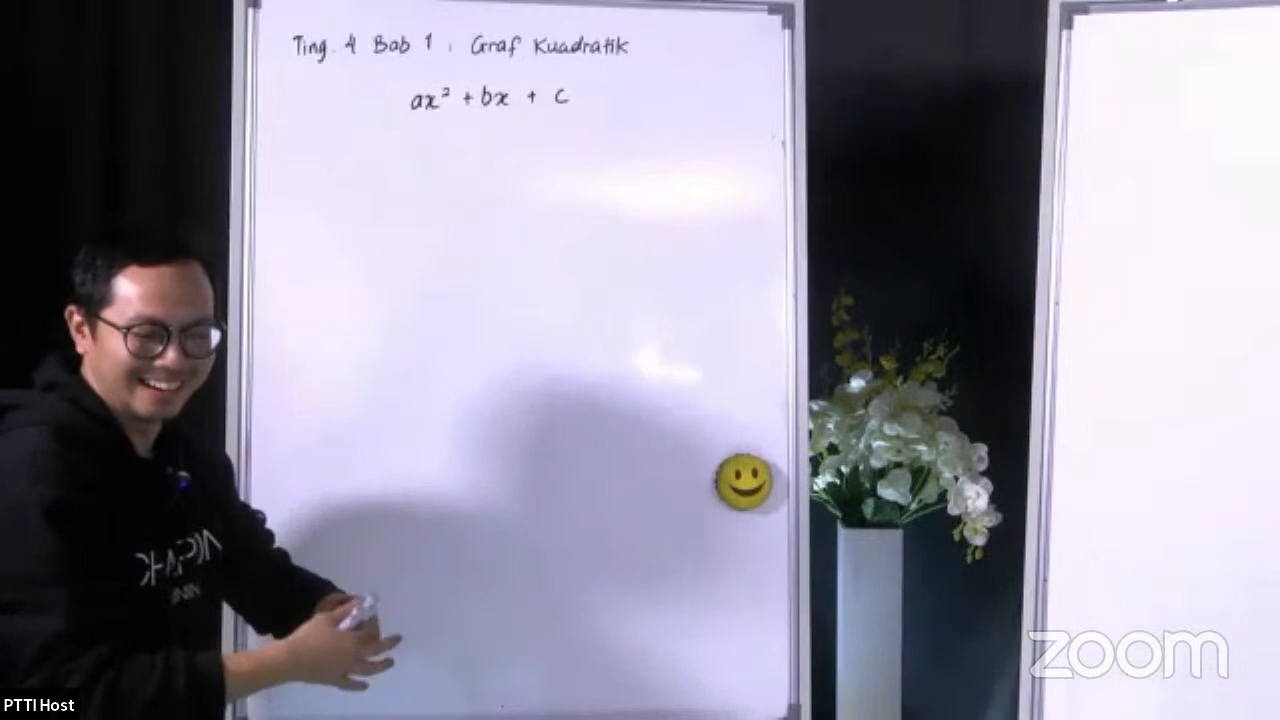 Ting. 4 Bab 1 : Graf Kuadratik
ax² + bx + c
zoom
PTTI Host